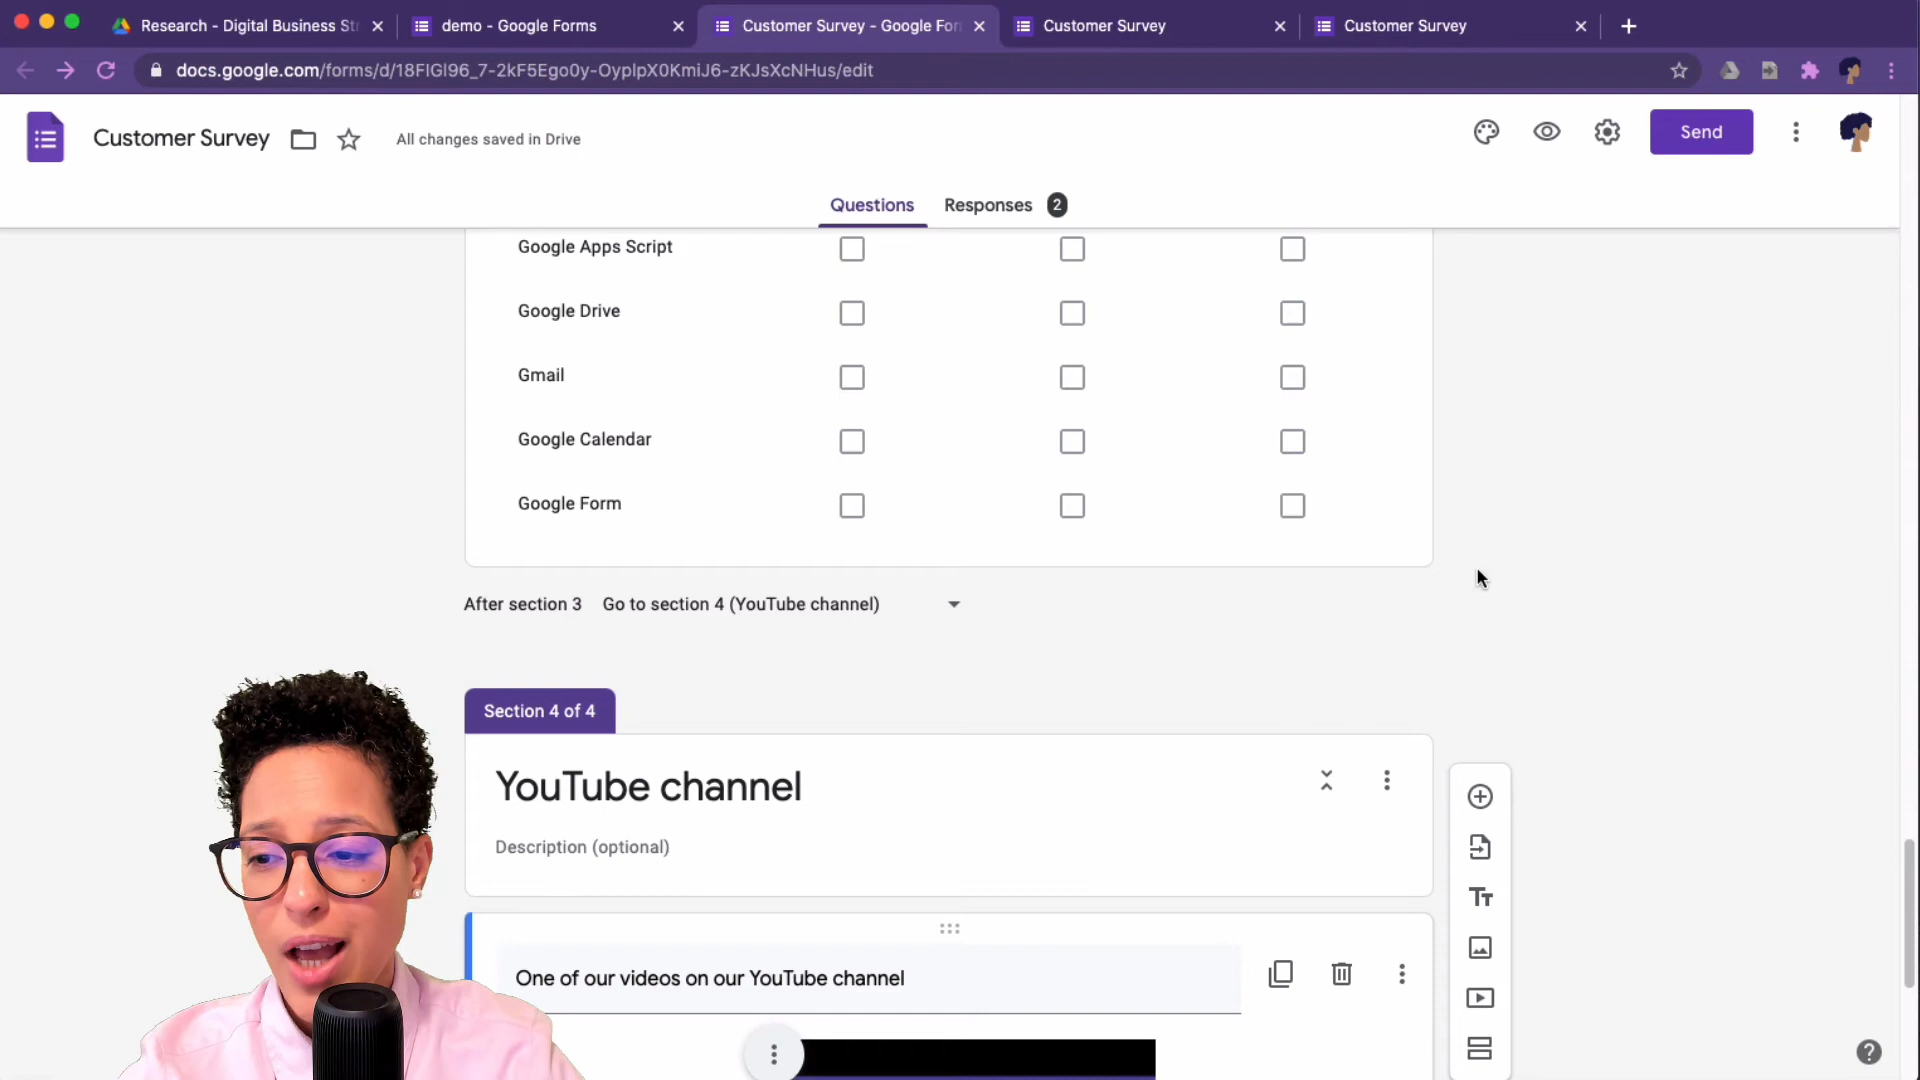 Research - Digital Business Str
demo - Google Forms
Customer Survey - Google For
Customer Survey
Customer Survey
docs.google.com/forms/d/18FlGl96_7-2kF5Ego0y-OyplpX0KmiJ6-zKJsXcNHus/edit
Customer Survey
All changes saved in Drive
Send
Questions
Responses 2
Google Apps Script
Google Drive
Gmail
Google Calendar
Google Form
After section 3 Go to section 4 (YouTube channel)
Section 4 of 4
YouTube channel
Description (optional)
One of our videos on our YouTube channel